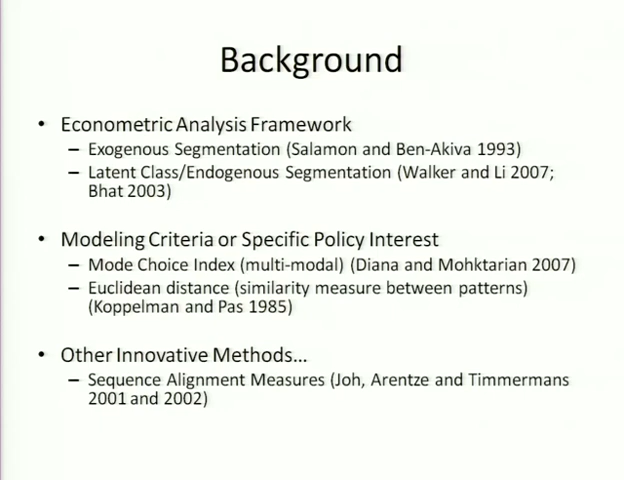 Background
• Econometric Analysis Framework
– Exogenous Segmentation (Salamon and Ben-Akiva 1993)
– Latent Class/Endogenous Segmentation (Walker and Li 2007;
Bhat 2003)
• Modeling Criteria or Specific Policy Interest
– Mode Choice Index (multi-modal) (Diana and Mohktarian 2007)
– Euclidean distance (similarity measure between patterns)
(Koppelman and Pas 1985)
• Other Innovative Methods...
– Sequence Alignment Measures (Joh, Arentze and Timmermans
2001 and 2002)